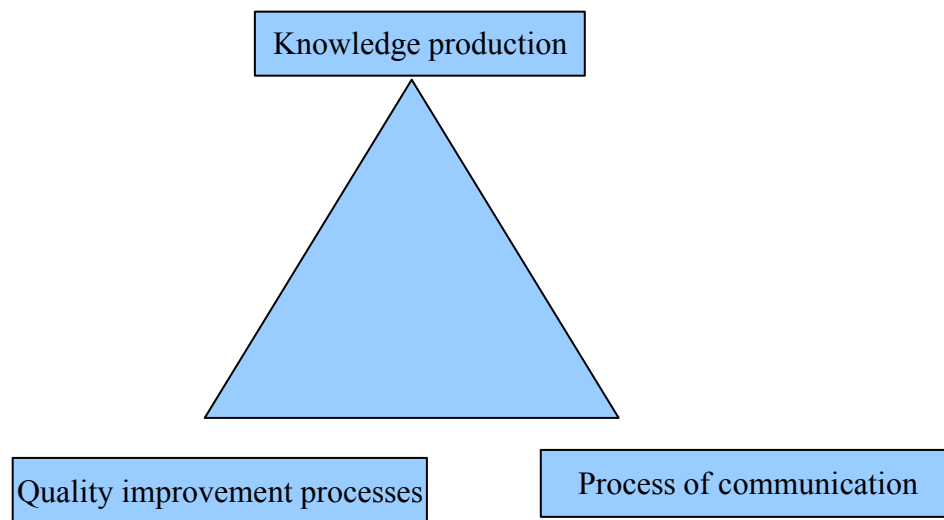 Knowledge production
Quality improvement processes
Process of communication